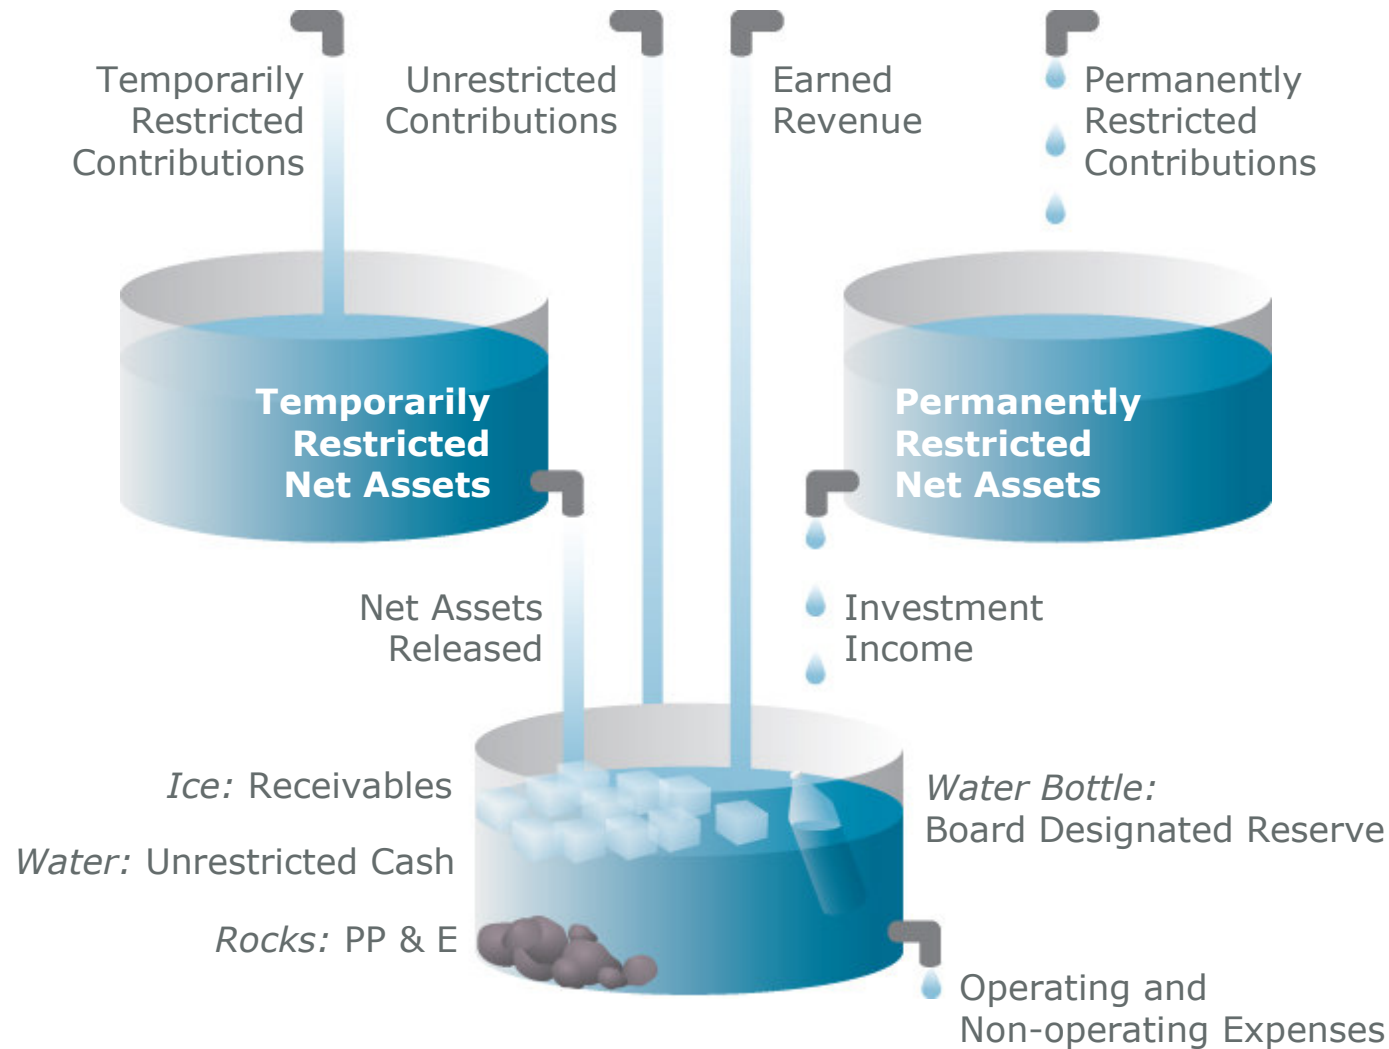 Temporarily
Restricted
Contributions
Unrestricted
Contributions
Earned
Revenue
Permanently
Restricted
Contributions
Temporarily
Restricted
Net Assets
Permanently
Restricted
Net Assets
Net Assets
Released
Investment
Income
Ice: Receivables
Water: Unrestricted Cash
Rocks: PP & E
Water Bottle:
Board Designated Reserve
Operating and
Non-operating Expenses